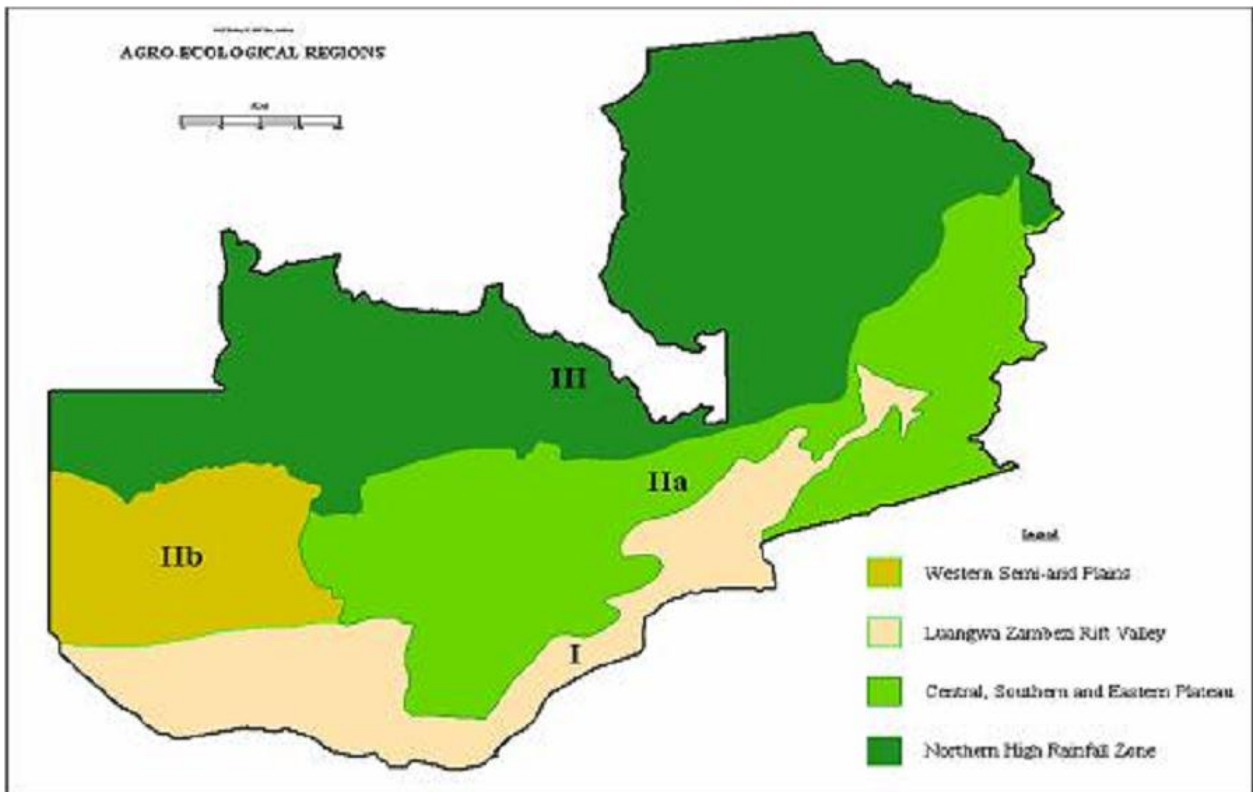 AGRO-ECOLOGICAL REGIONS
III
IIa
IIb
I
Legend
Western Semi-arid Plains
Luangwa Zambezi Rift Valley
Central, Southern and Eastern Plateau
Northern High Rainfall Zone